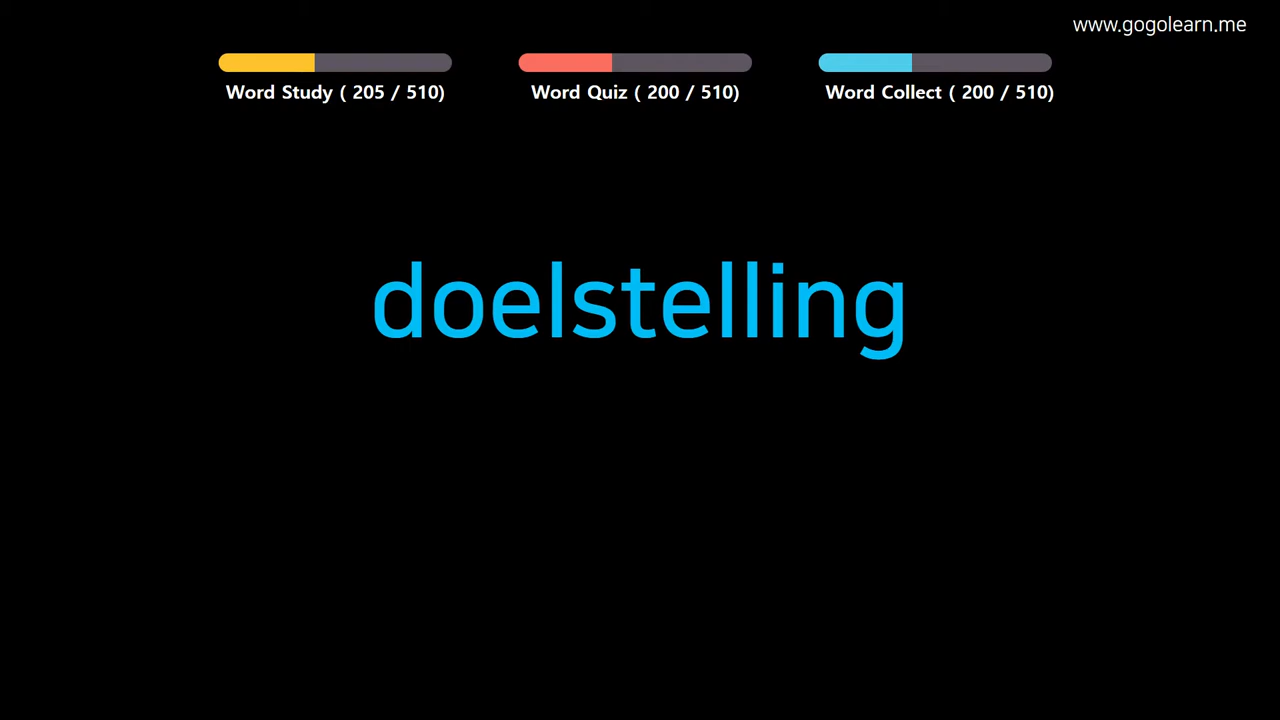 www.gogolearn.me
Word Study ( 205 / 510)
Word Quiz ( 200 / 510)
Word Collect ( 200 / 510)
doelstelling